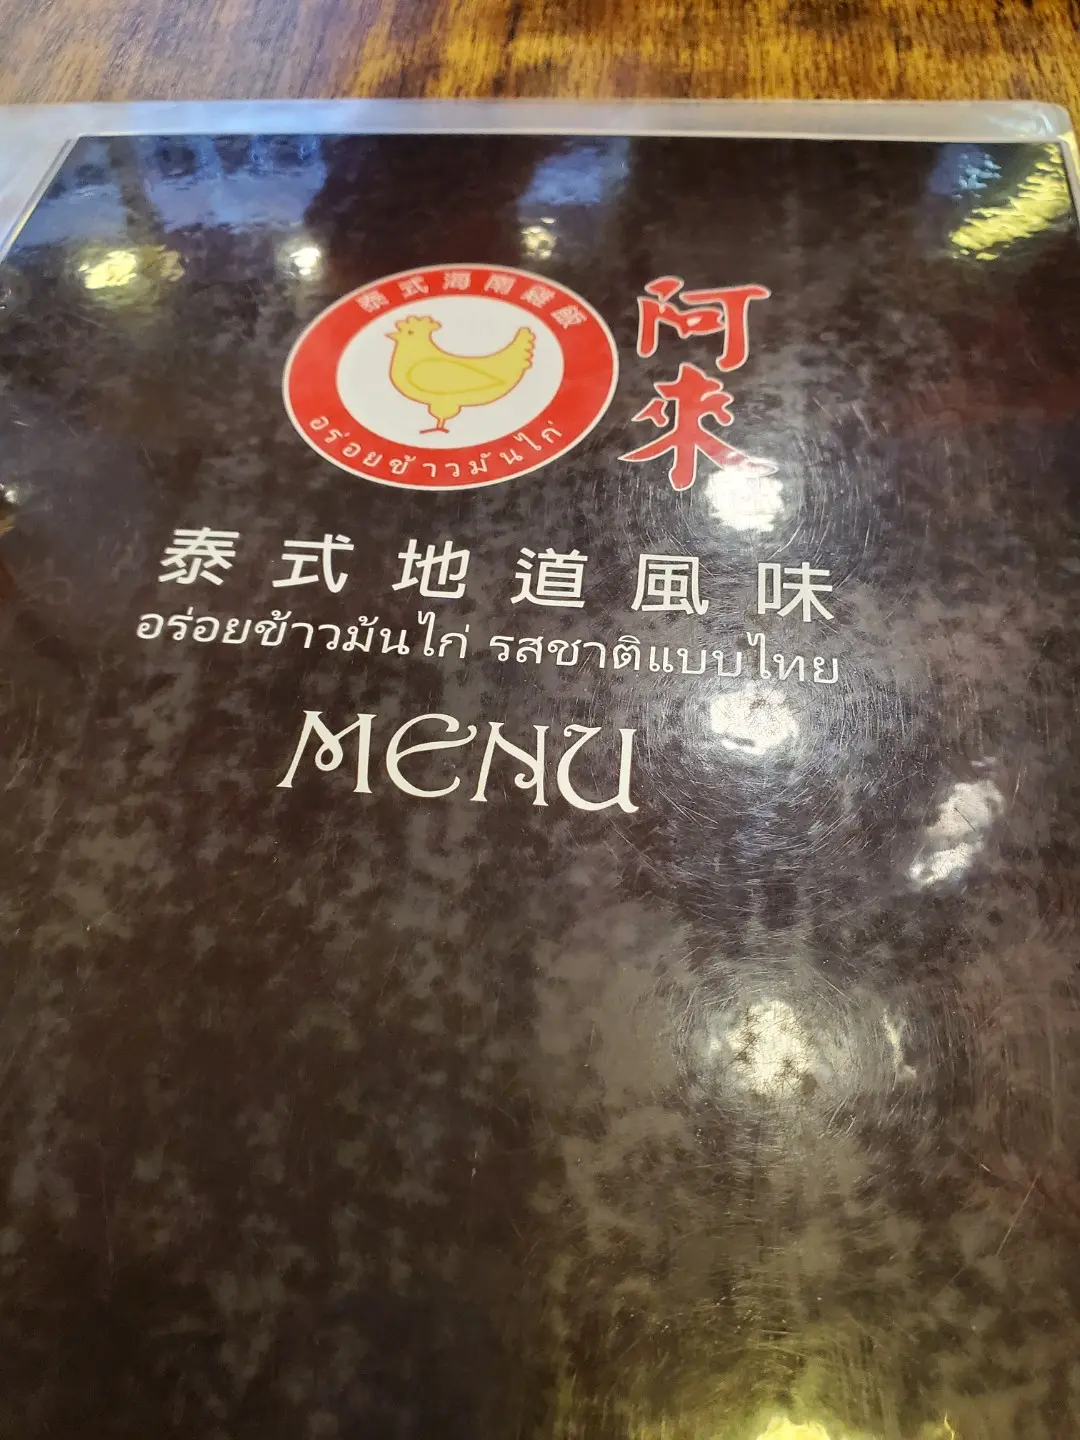 泰式海南雞飯
อร่อยข้าวมันไก่
阿來
泰式地道風味
อร่อยข้าวมันไก่ รสชาติแบบไทย
MENU